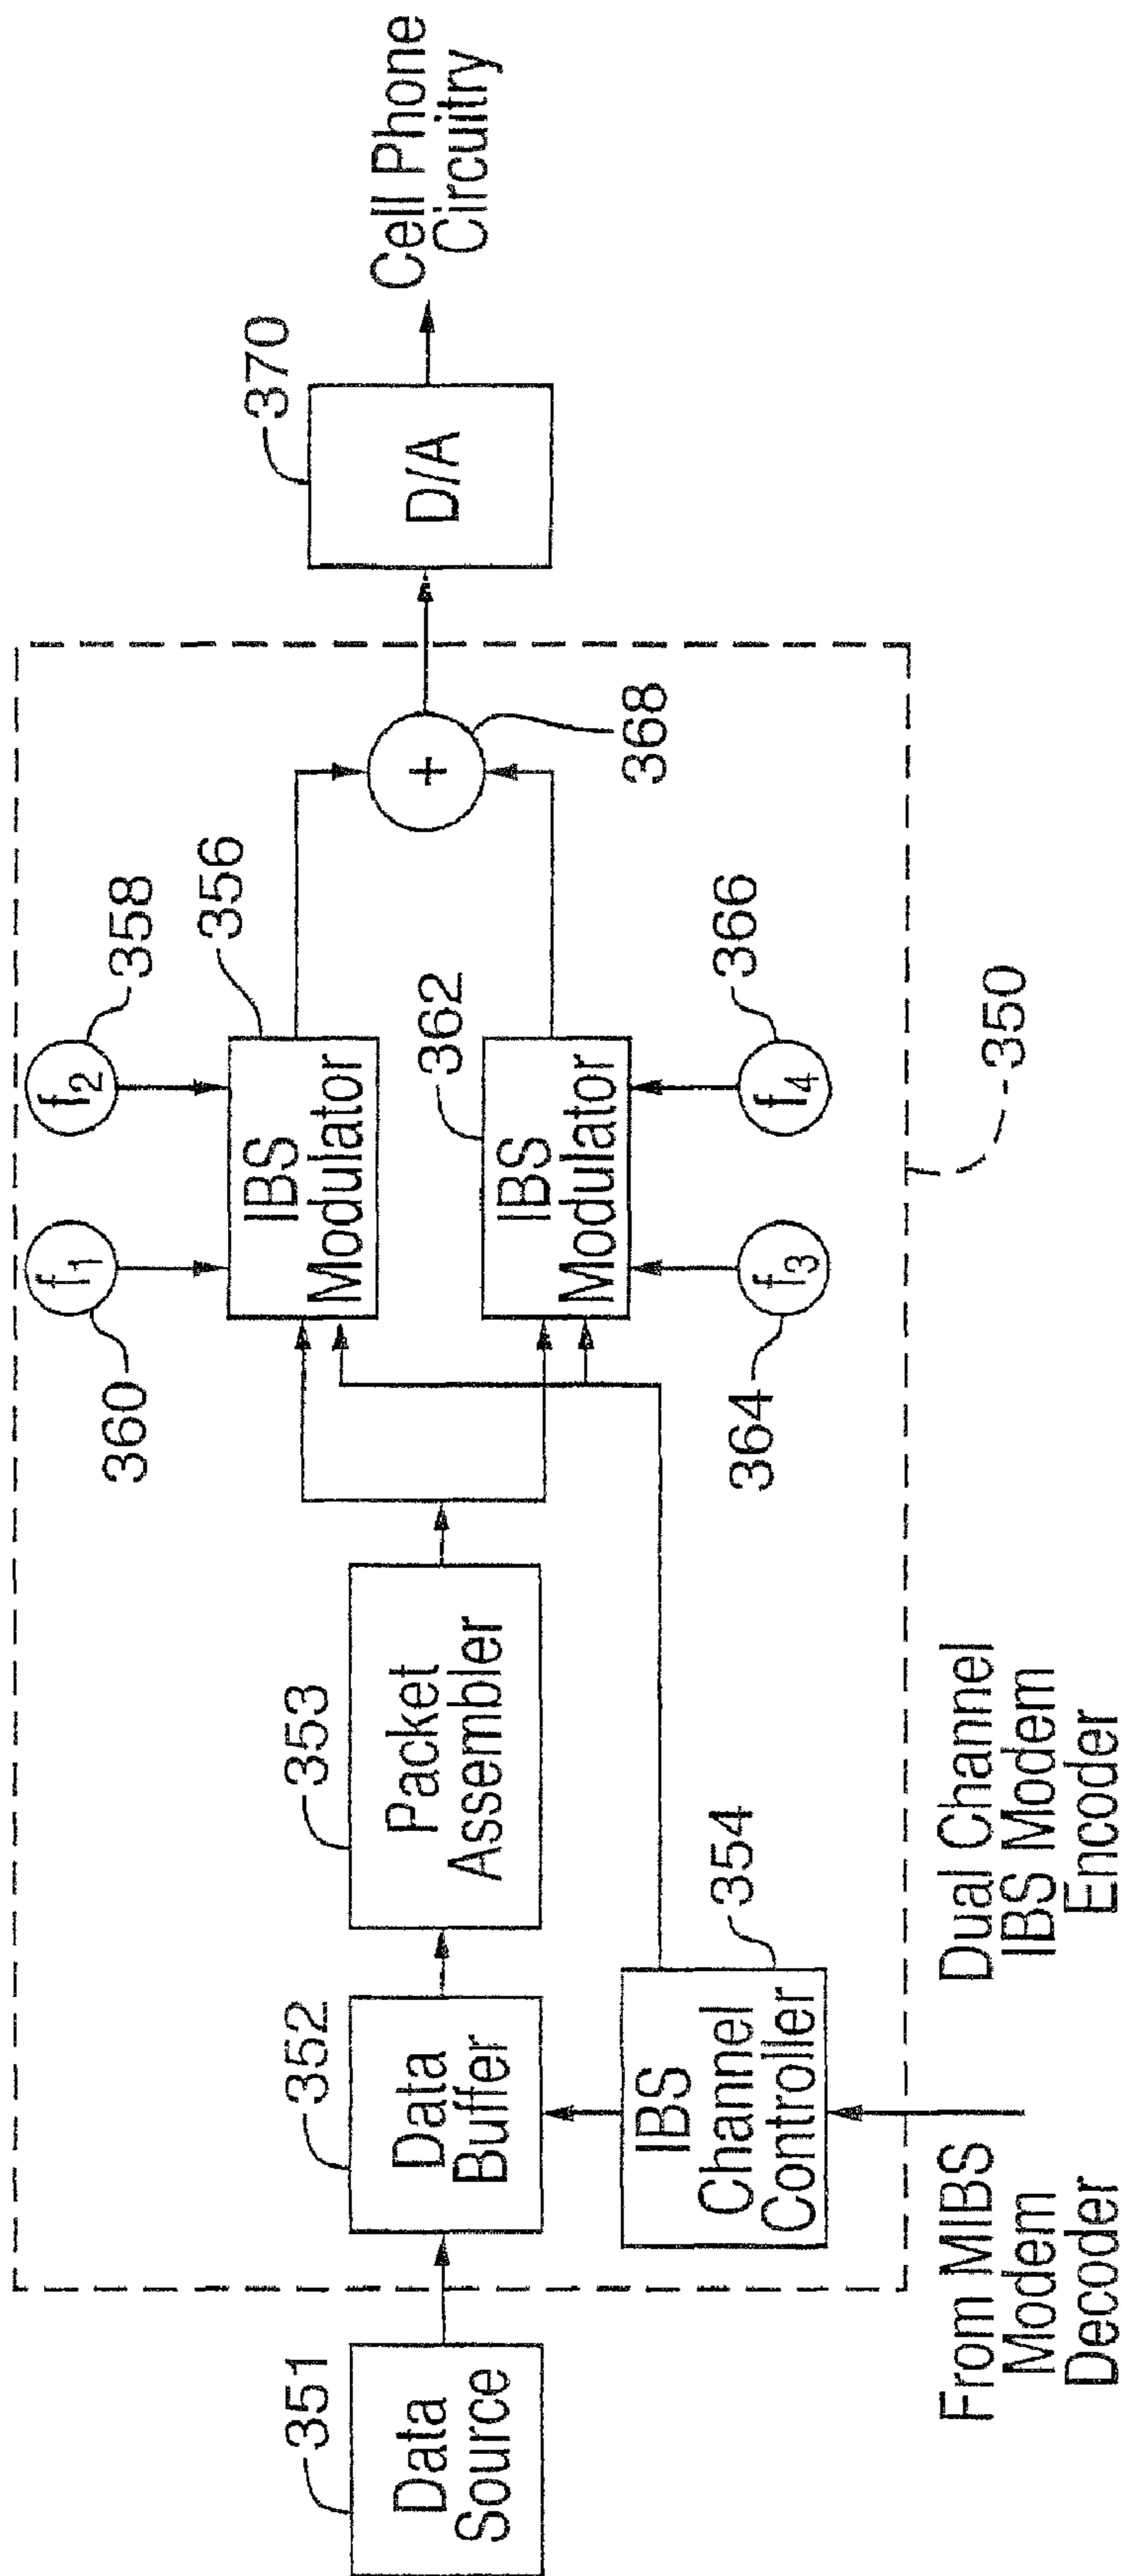 351
Data
Source
352
Data
Buffer
353
Packet
Assembler
IBS
Channel
Controller
354
360
f1
f2
358
IBS
Modulator
356
362
IBS
Modulator
364
f3
f4
366
+
368
D/A
370
Cell Phone
Circuitry
From MIBS
Modem
Decoder
Dual Channel
IBS Modem
Encoder
350